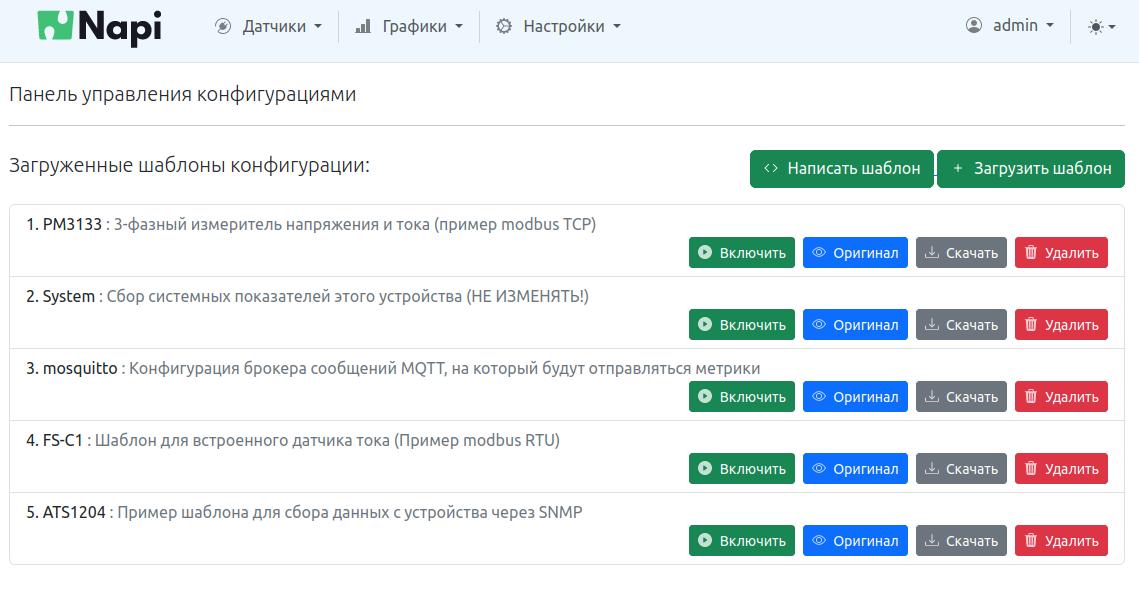 Napi Датчики Графики Настройки admin
Панель управления конфигурациями
Загруженные шаблоны конфигурации: <> Написать шаблон + Загрузить шаблон
1. PM3133 : 3-фазный измеритель напряжения и тока (пример modbus TCP)
Включить Оригинал Скачать Удалить
2. System : Сбор системных показателей этого устройства (НЕ ИЗМЕНЯТЬ!)
Включить Оригинал Скачать Удалить
3. mosquitto : Конфигурация брокера сообщений MQTT, на который будут отправляться метрики
Включить Оригинал Скачать Удалить
4. FS-C1 : Шаблон для встроенного датчика тока (Пример modbus RTU)
Включить Оригинал Скачать Удалить
5. ATS1204 : Пример шаблона для сбора данных с устройства через SNMP
Включить Оригинал Скачать Удалить